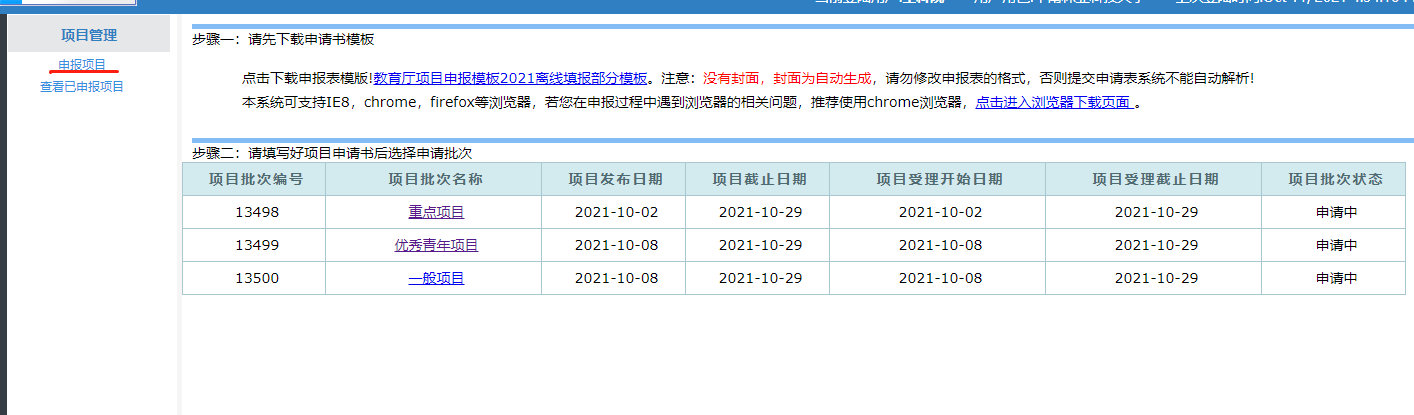 项目管理
申报项目
查看已申报项目
步骤一：请先下载申请书模板
点击下载申报表模版!教育厅项目申报模板2021离线填报部分模板。注意：没有封面，封面为自动生成，请勿修改申报表的格式，否则提交申请表系统不能自动解析!
本系统可支持IE8，chrome，firefox等浏览器，若您在申报过程中遇到浏览器的相关问题，推荐使用chrome浏览器，点击进入浏览器下载页面 。
步骤二：请填写好项目申请书后选择申请批次
项目批次编号 项目批次名称 项目发布日期 项目截止日期 项目受理开始日期 项目受理截止日期 项目批次状态
13498 重点项目 2021-10-02 2021-10-29 2021-10-02 2021-10-29 申请中
13499 优秀青年项目 2021-10-08 2021-10-29 2021-10-08 2021-10-29 申请中
13500 一般项目 2021-10-08 2021-10-29 2021-10-08 2021-10-29 申请中